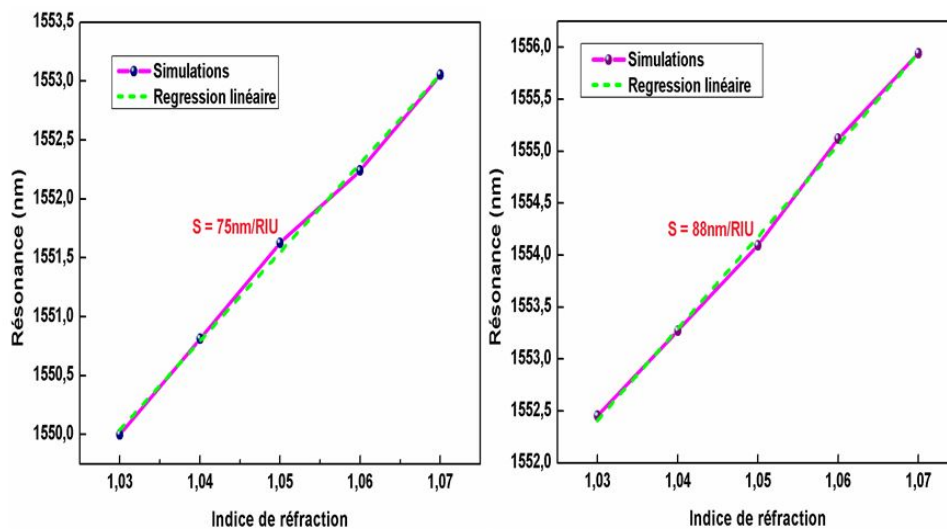 1553,5
1553,0
1552,5
1552,0
1551,5
1551,0
1550,5
1550,0
Résonance (nm)
Simulations
Regression linéaire
S = 75nm/RIU
1,03 1,04 1,05 1,06 1,07
Indice de réfraction
1556,0
1555,5
1555,0
1554,5
1554,0
1553,5
1553,0
1552,5
1552,0
Résonance (nm)
Simulations
Regression linéaire
S = 88nm/RIU
1,03 1,04 1,05 1,06 1,07
Indice de réfraction